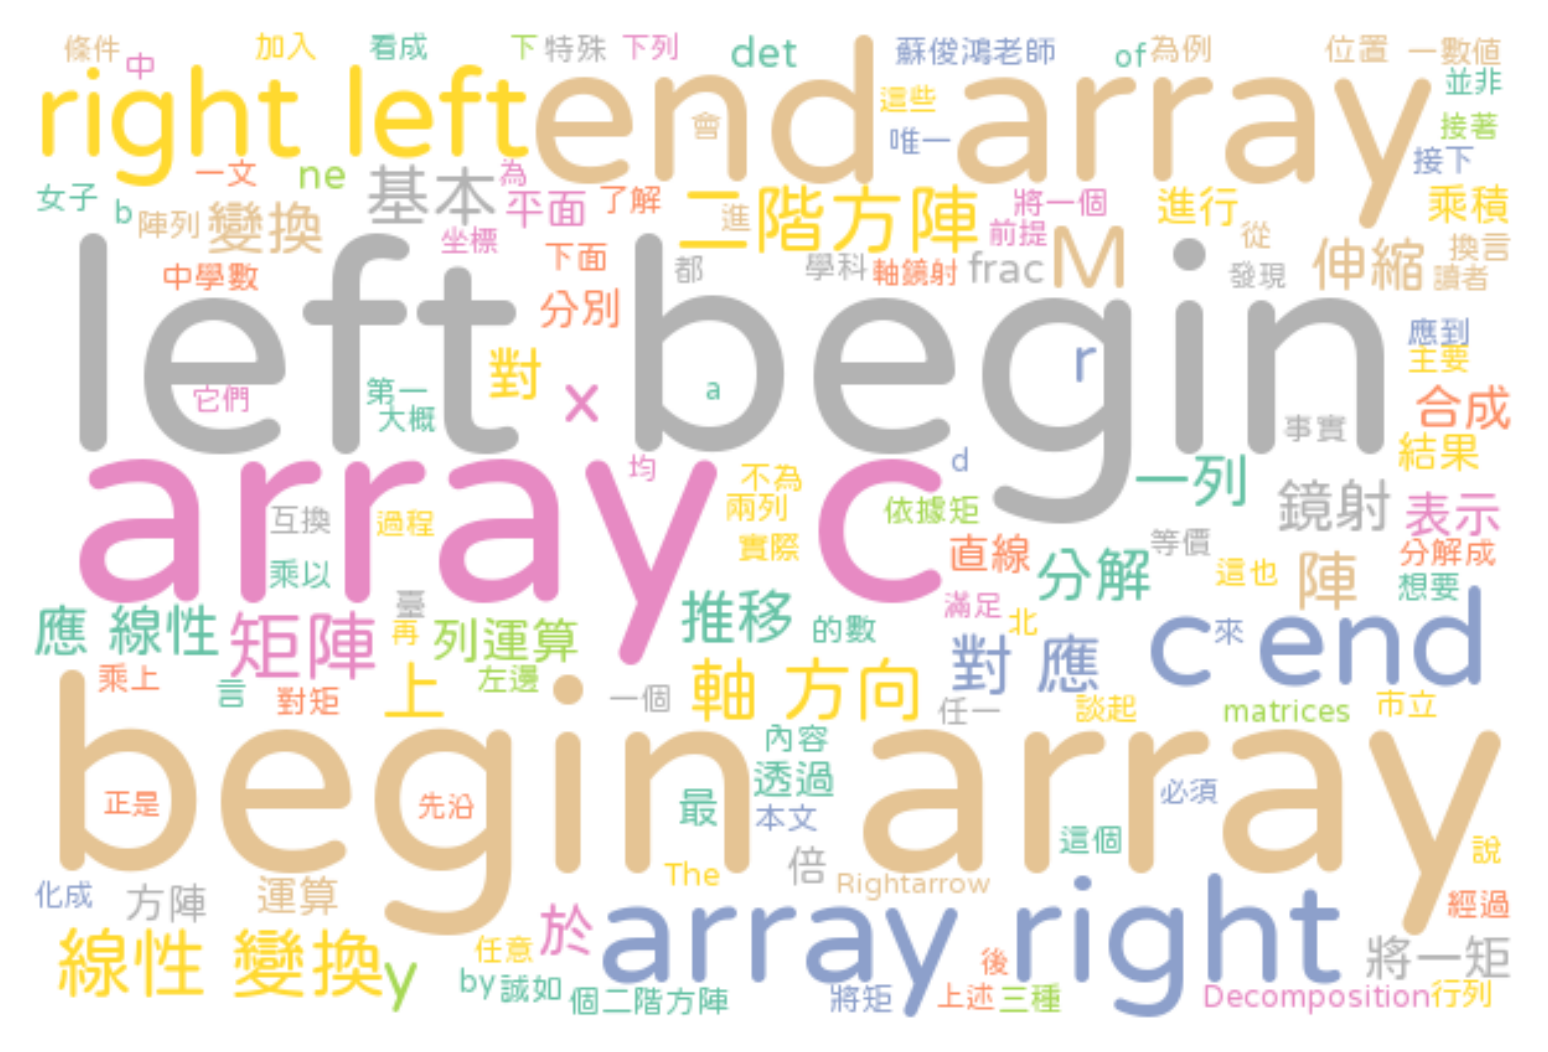 條件 中 加入 看成 下 特殊 下列 det 蘇俊鴻老師 of 為例 位置 一數值
right left end array 會 這些 唯一 並非 接著 接下
女子 b 陣列 一文 變換 ne 基本 為 平面 坐標 了解 進 二階方陣 將一個 前提 進行 從 乘積
中學數 下面 分別 都 學科 軸鏡射 frac M 發現 伸縮 換言 讀者
left begin
它們 第一 大概 對 x a r 應到 主要 合成 事實 結果
array c
均 不為 兩列 實際 d 依據矩 一列 鏡射 表示
互換 過程 乘以 直線 等價 分解 這也 陣 分解成 想要
應 線性 矩陣 臺 再 列運算 推移 的數 滿足 北 對 應 c 來 end
乘上 言 對矩 上 左邊 一個 軸 方向 任一 談起 matrices 市立
begin array
正是 先沿 內容 透過 最 本文 必須 這個 說
化成 方陣 運算 The 倍 Rightarrow 經過
線性 變換 y 任意 於 array right 將一矩
by 誠如 個二階方陣 將矩 後 上述 三種 Decomposition 行列